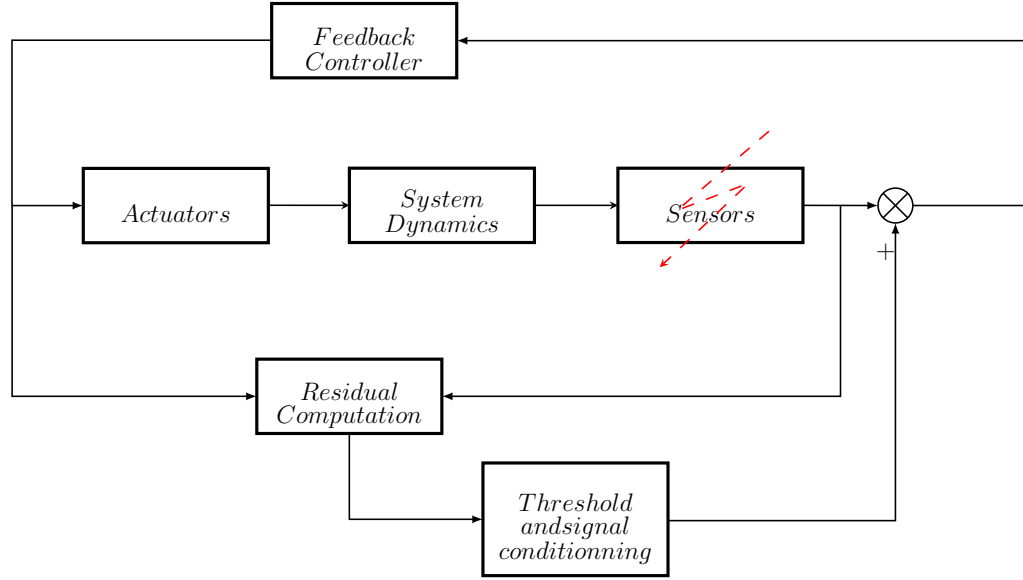 Feedback
Controller
Actuators
System
Dynamics
Sensors
+
Residual
Computation
Threshold
andsignal
conditionning